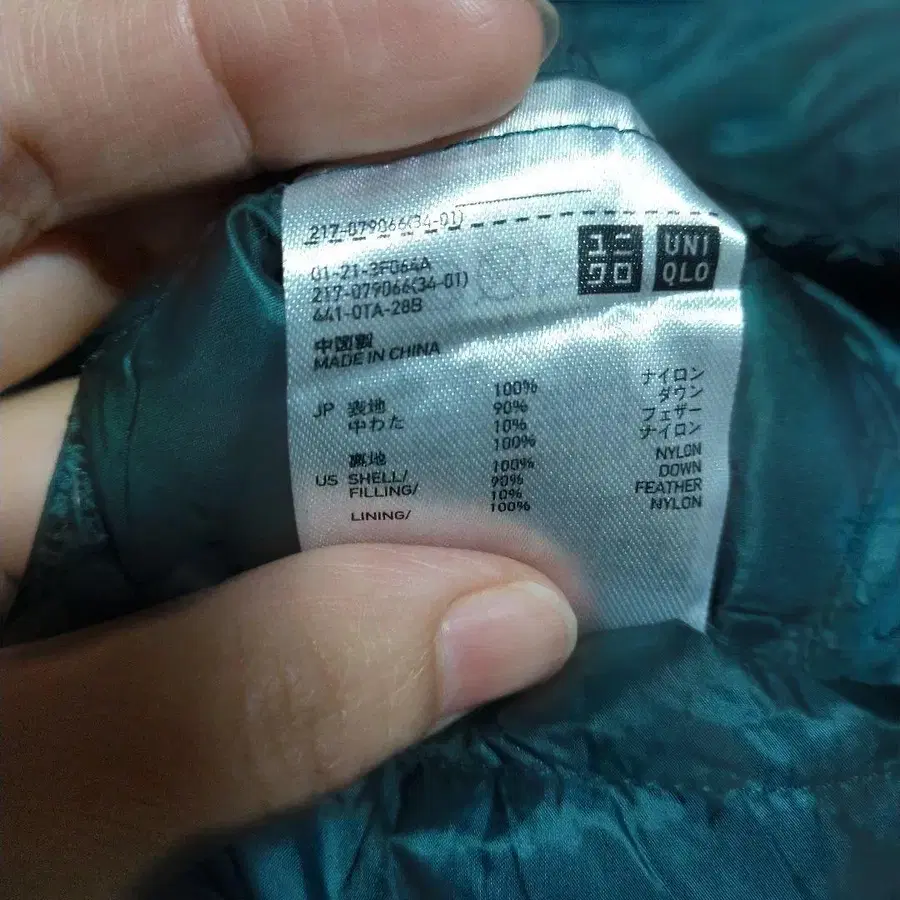 217-079066(34-01)
ユニ
クロ
UNI
QLO
01-21-3F064A
217-079066(34-01)
441-0TA-28B
中国製
MADE IN CHINA
JP 表地 100% ナイロン
中わた 90% ダウン
10% フェザー
裏地 100% ナイロン
US SHELL/ 100% NYLON
FILLING/ 90% DOWN
10% FEATHER
LINING/ 100% NYLON